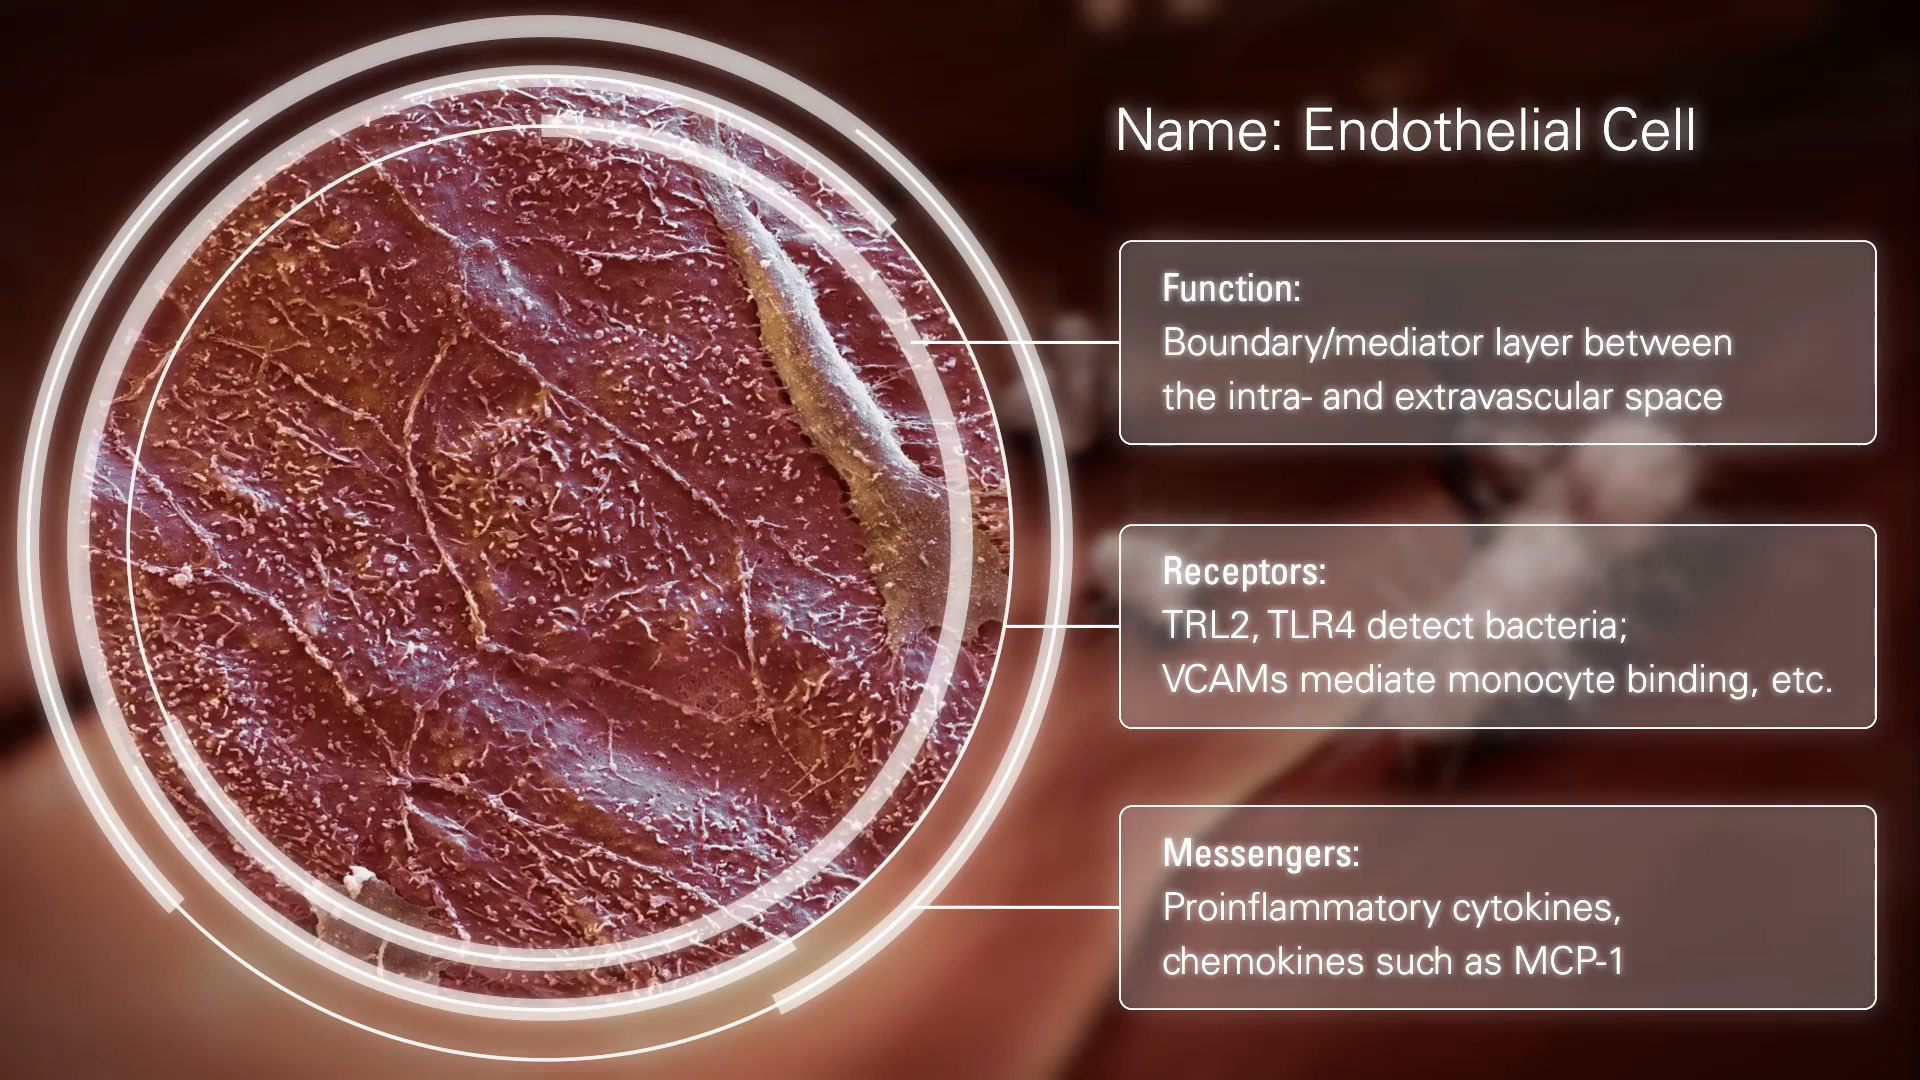 Name: Endothelial Cell
Function:
Boundary/mediator layer between
the intra- and extravascular space
Receptors:
TRL2, TLR4 detect bacteria;
VCAMs mediate monocyte binding, etc.
Messengers:
Proinflammatory cytokines,
chemokines such as MCP-1